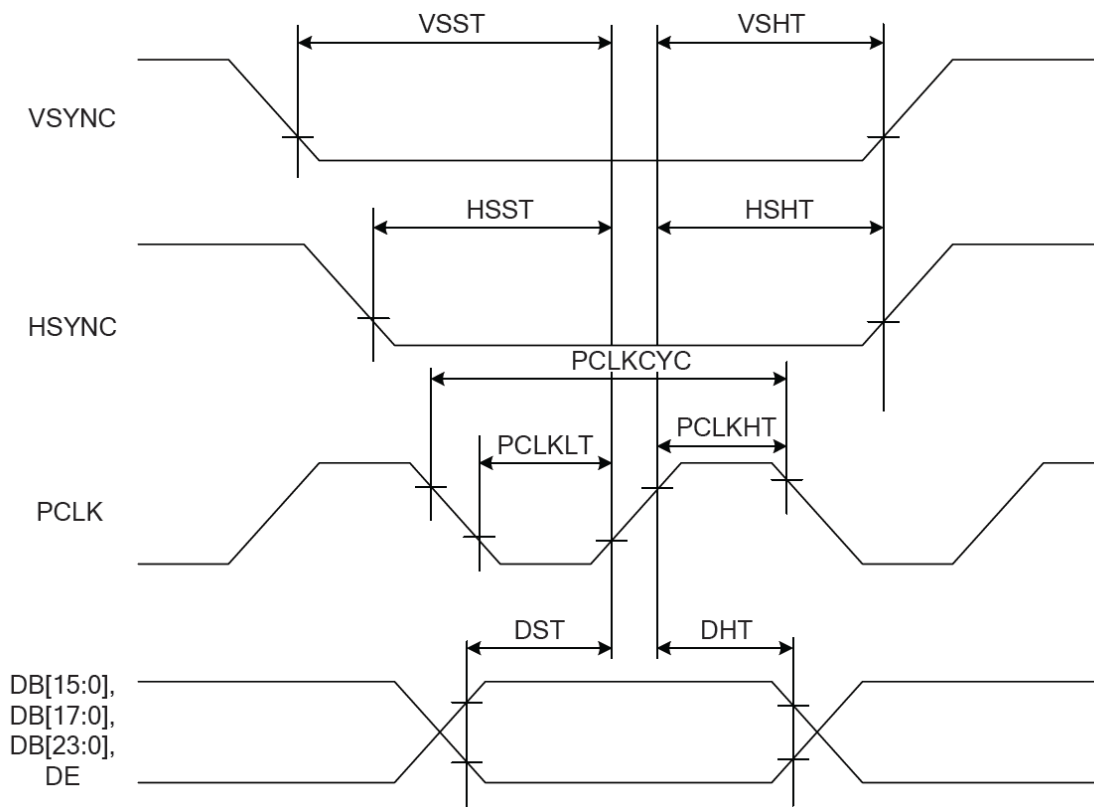 VSST
VSHT
VSYNC
HSST
HSHT
HSYNC
PCLKCYC
PCLKLT
PCLKHT
PCLK
DST
DHT
DB[15:0],
DB[17:0],
DB[23:0],
DE